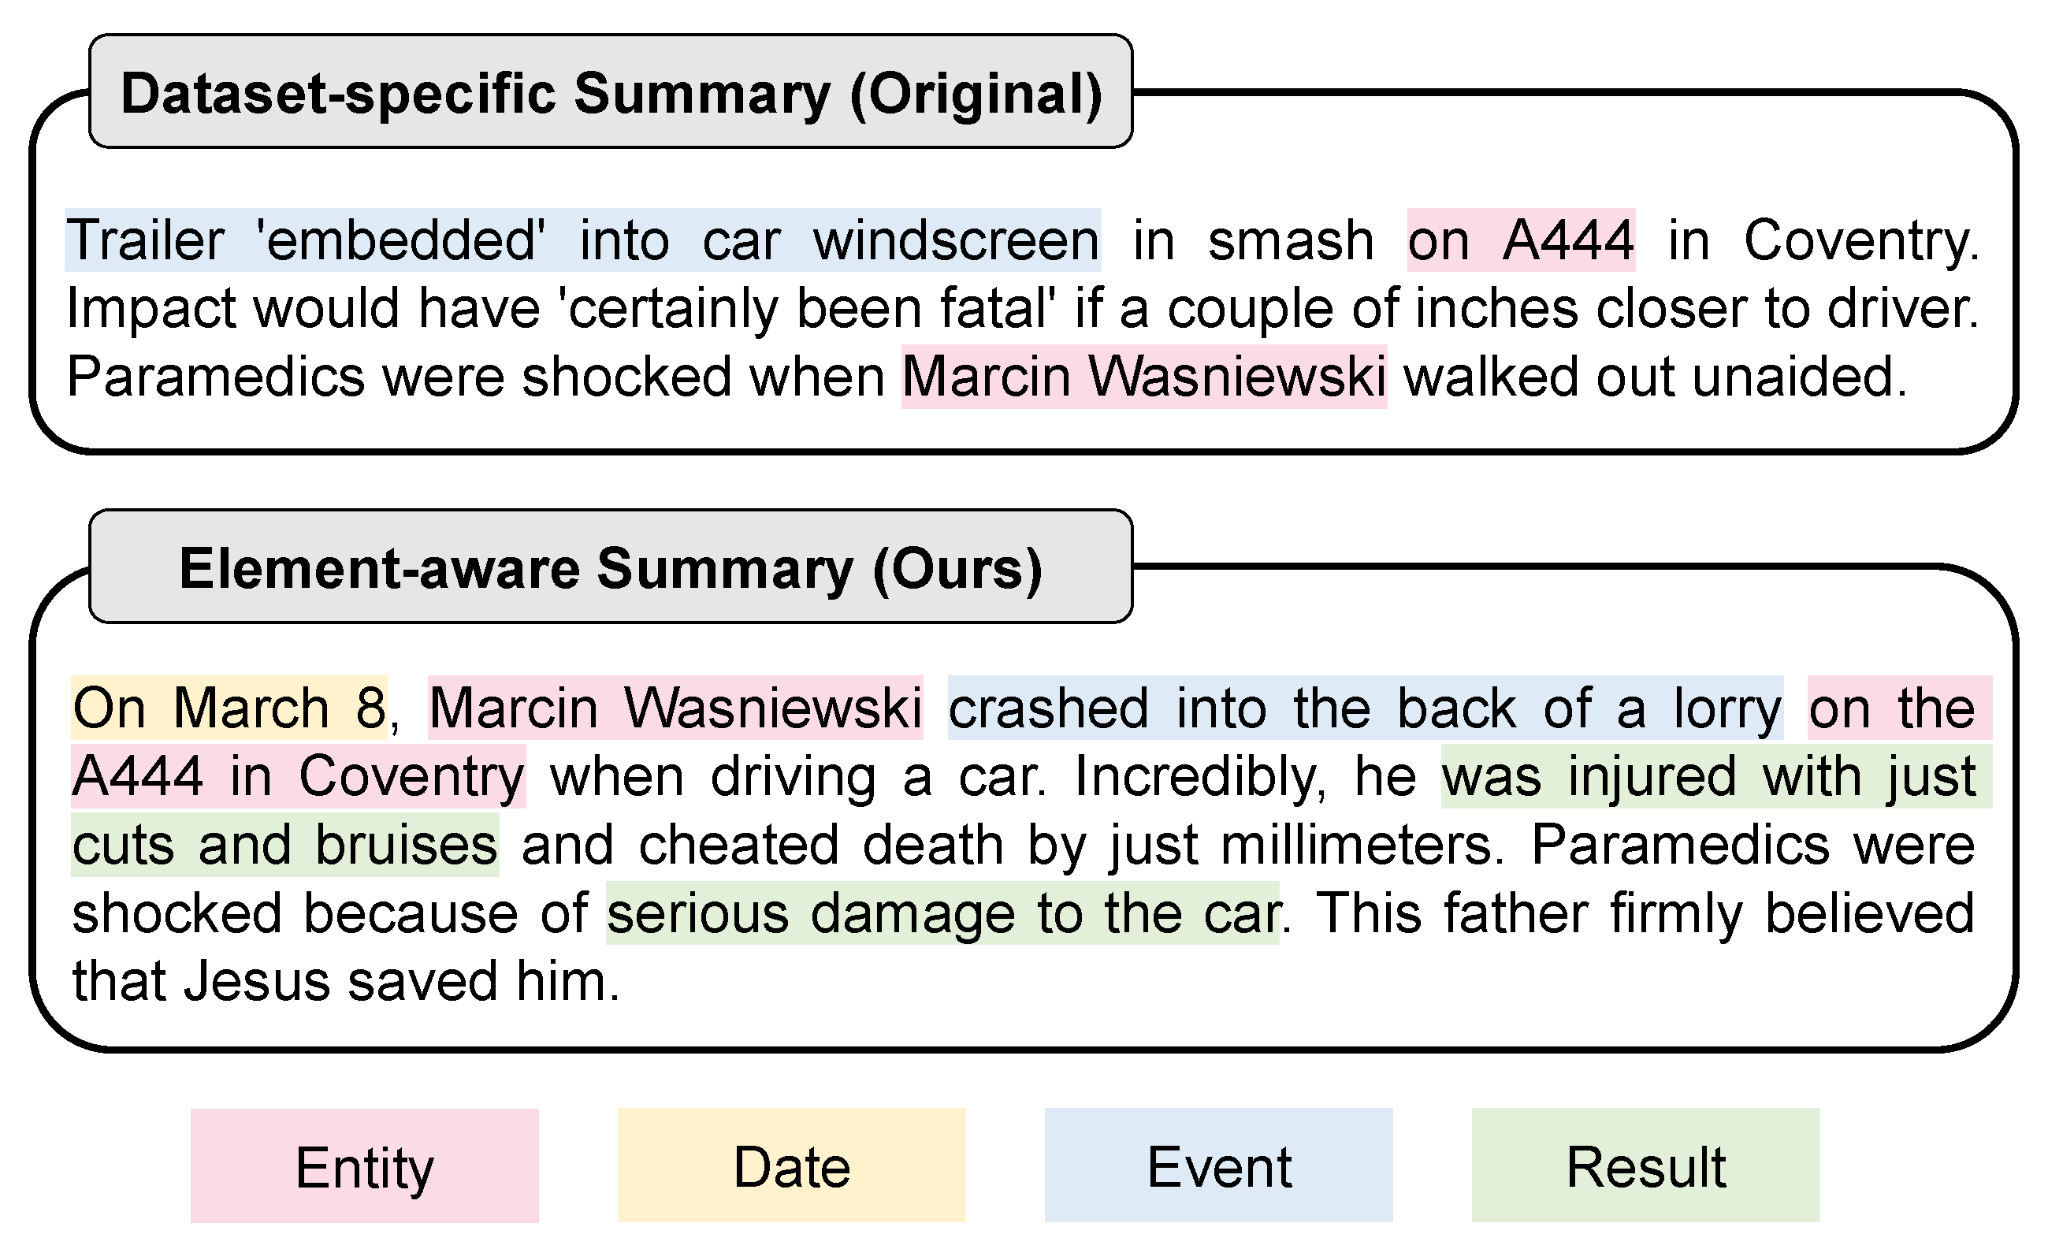 Dataset-specific Summary (Original)
Trailer 'embedded' into car windscreen in smash on A444 in Coventry.
Impact would have 'certainly been fatal' if a couple of inches closer to driver.
Paramedics were shocked when Marcin Wasniewski walked out unaided.
Element-aware Summary (Ours)
On March 8, Marcin Wasniewski crashed into the back of a lorry on the
A444 in Coventry when driving a car. Incredibly, he was injured with just
cuts and bruises and cheated death by just millimeters. Paramedics were
shocked because of serious damage to the car. This father firmly believed
that Jesus saved him.
Entity
Date
Event
Result